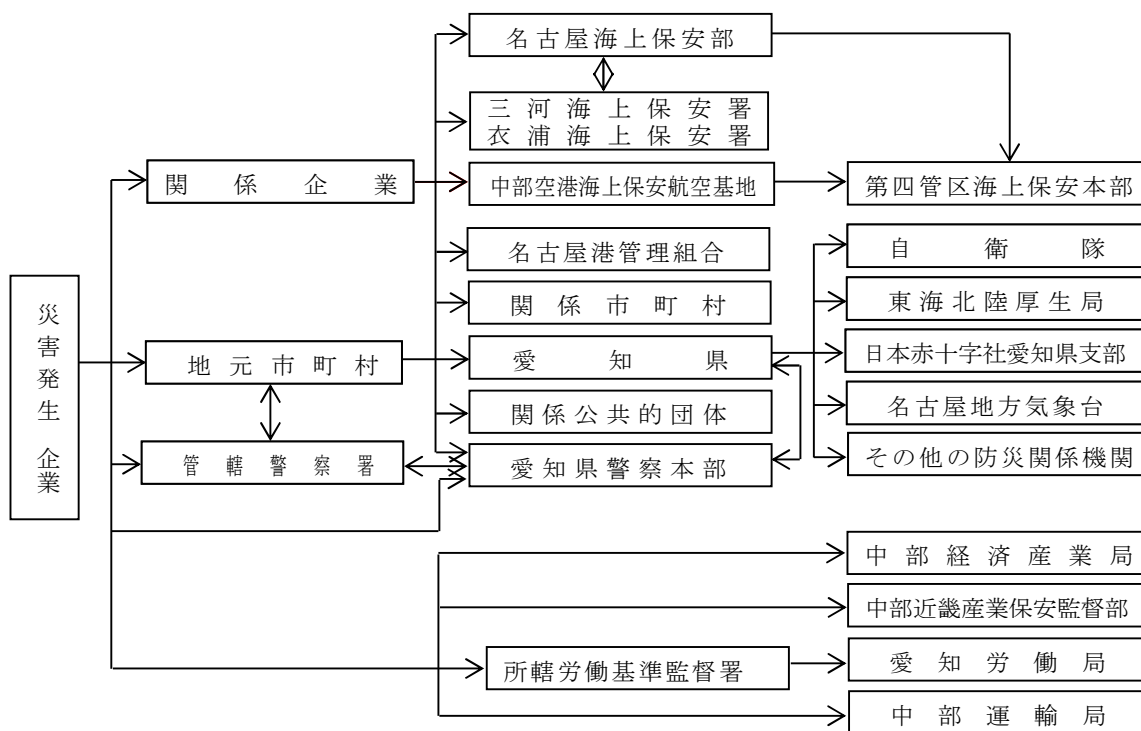 災害発生 企業
関係企業
地元市町村
管轄警察署
名古屋海上保安部
三河海上保安署
衣浦海上保安署
中部空港海上保安航空基地
名古屋港管理組合
関係市町村
愛知県
関係公共的団体
愛知県警察本部
所轄労働基準監督署
第四管区海上保安本部
自衛隊
東海北陸厚生局
日本赤十字社愛知県支部
名古屋地方気象台
その他の防災関係機関
中部経済産業局
中部近畿産業保安監督部
愛知労働局
中部運輸局